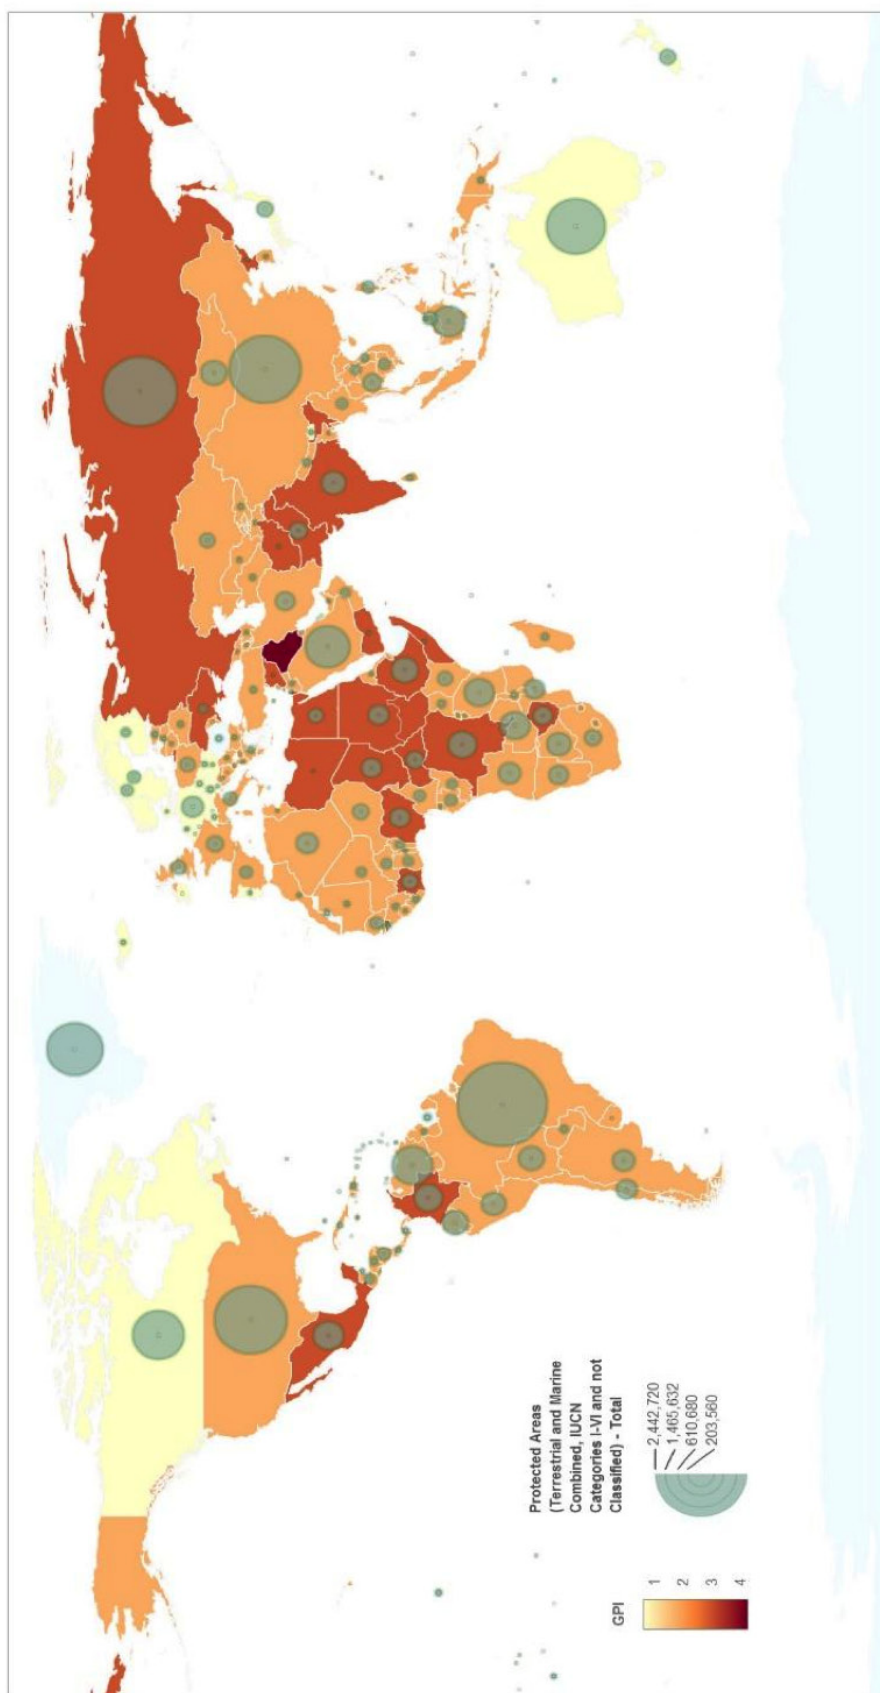 Protected Areas
(Terrestrial and Marine
Combined, IUCN
Categories I-VI and not
Classified) - Total
2,442,720
1,465,632
610,680
203,560
GPI
1
2
3
4